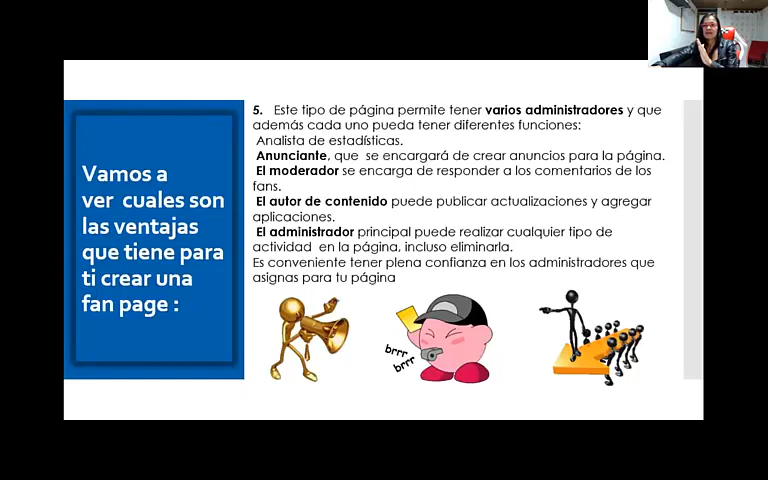 Vamos a
ver cuales son
las ventajas
que tiene para
ti crear una
fan page :
5. Este tipo de página permite tener varios administradores y que
además cada uno pueda tener diferentes funciones:
Analista de estadísticas.
Anunciante, que se encargará de crear anuncios para la página.
El moderador se encarga de responder a los comentarios de los
fans.
El autor de contenido puede publicar actualizaciones y agregar
aplicaciones.
El administrador principal puede realizar cualquier tipo de
actividad en la página, incluso eliminarla.
Es conveniente tener plena confianza en los administradores que
asignas para tu página
brrr
brrr